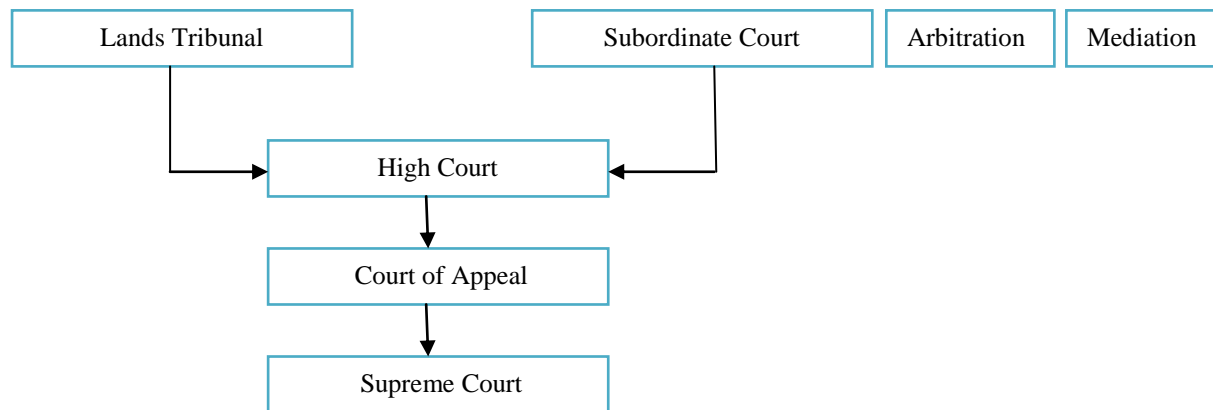 Lands Tribunal
Subordinate Court
Arbitration
Mediation
High Court
Court of Appeal
Supreme Court